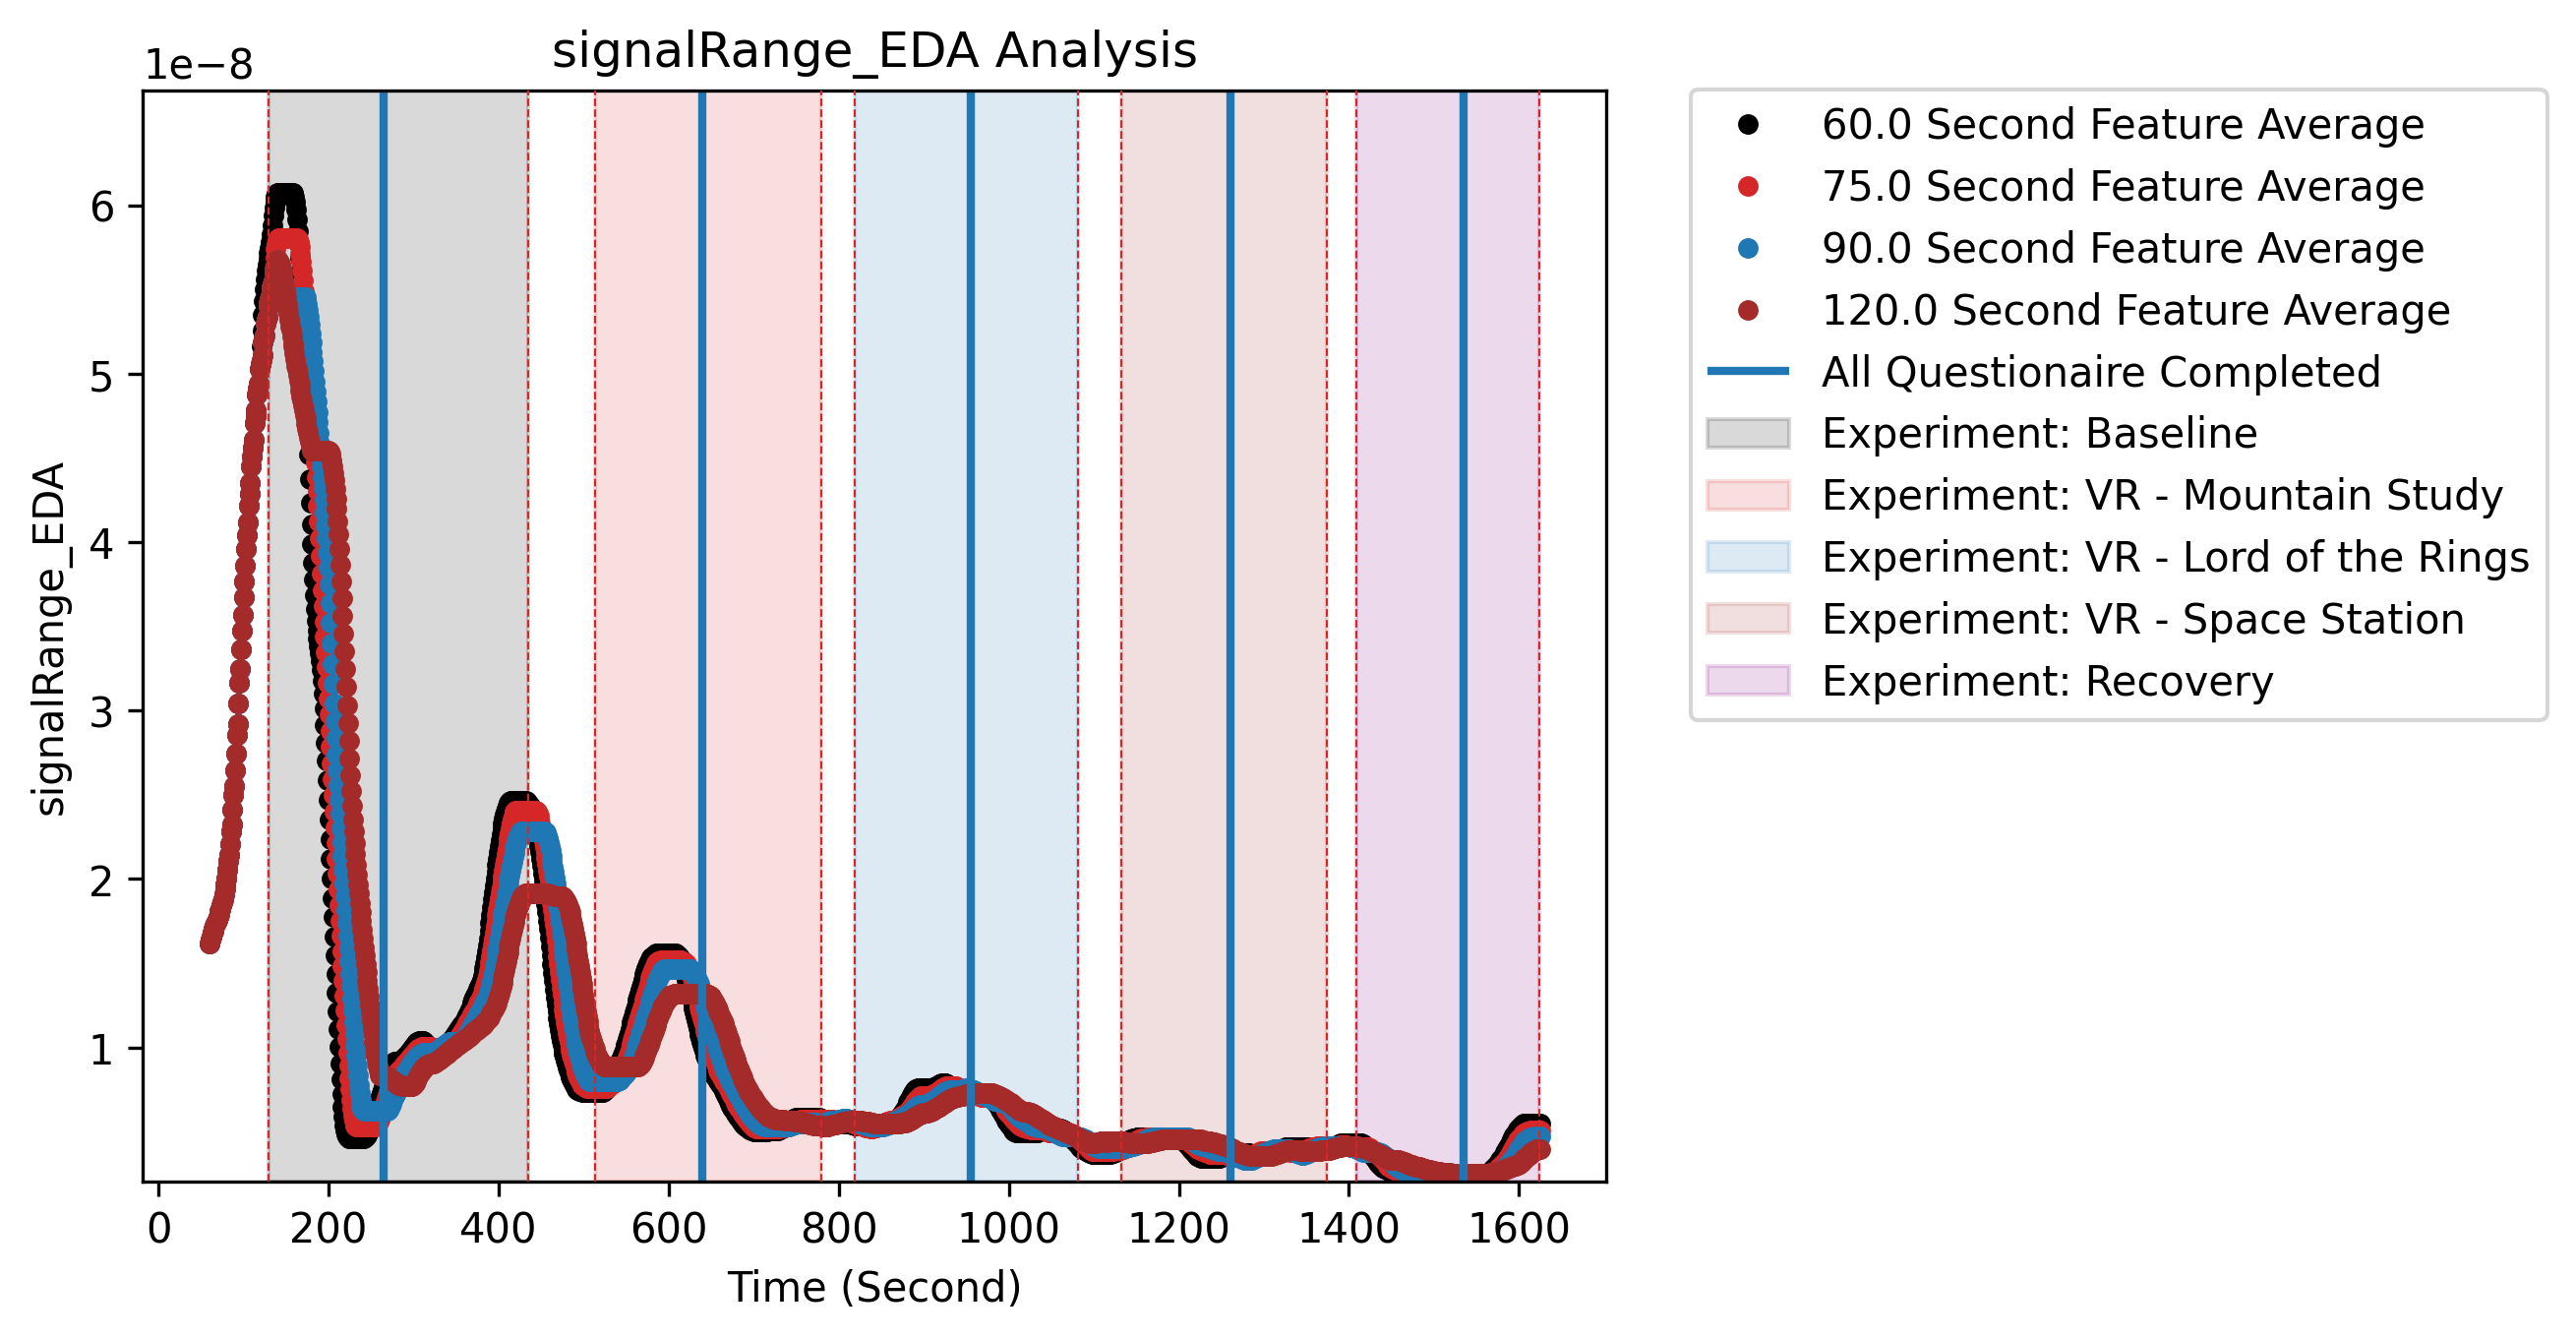 signalRange_EDA Analysis
1e−8
6
5
4
3
2
1
signalRange_EDA
0 200 400 600 800 1000 1200 1400 1600
Time (Second)
60.0 Second Feature Average
75.0 Second Feature Average
90.0 Second Feature Average
120.0 Second Feature Average
All Questionaire Completed
Experiment: Baseline
Experiment: VR - Mountain Study
Experiment: VR - Lord of the Rings
Experiment: VR - Space Station
Experiment: Recovery